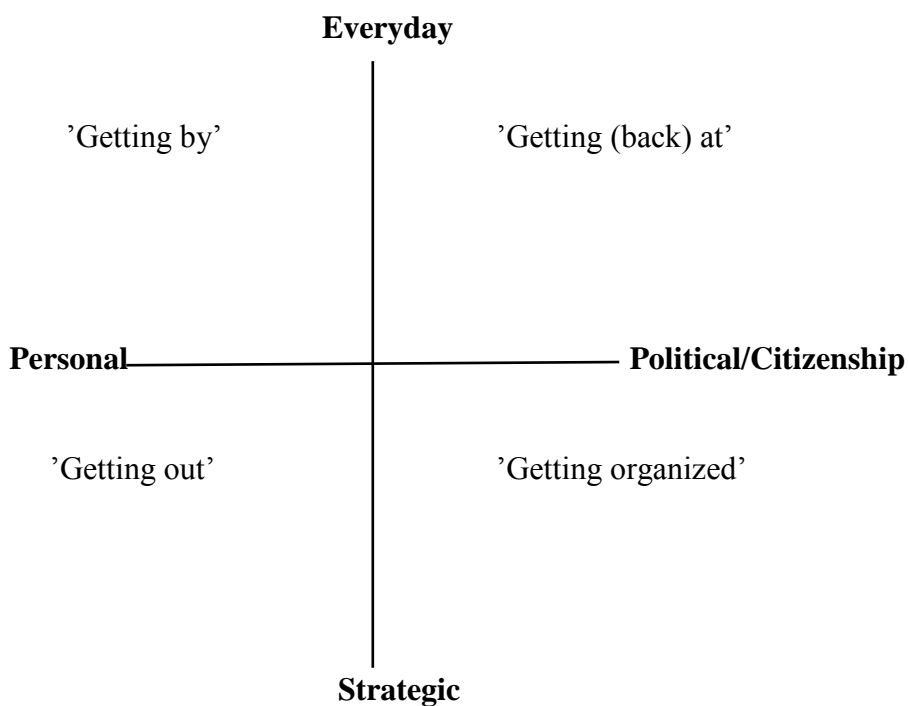 Everyday
’Getting by’ ’Getting (back) at’
Personal Political/Citizenship
’Getting out’ ’Getting organized’
Strategic